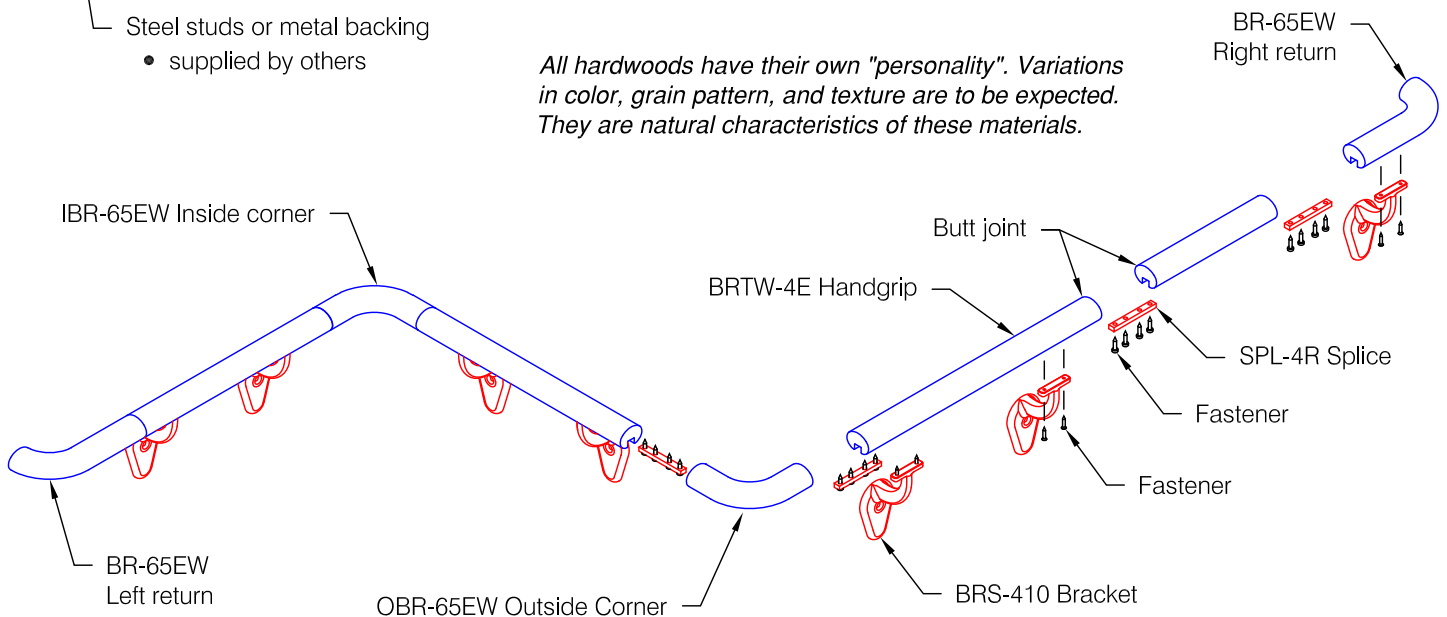 Steel studs or metal backing
• supplied by others
All hardwoods have their own "personality". Variations
in color, grain pattern, and texture are to be expected.
They are natural characteristics of these materials.
BR-65EW
Right return
IBR-65EW Inside corner
Butt joint
BRTW-4E Handgrip
SPL-4R Splice
Fastener
Fastener
BR-65EW
Left return
OBR-65EW Outside Corner
BRS-410 Bracket